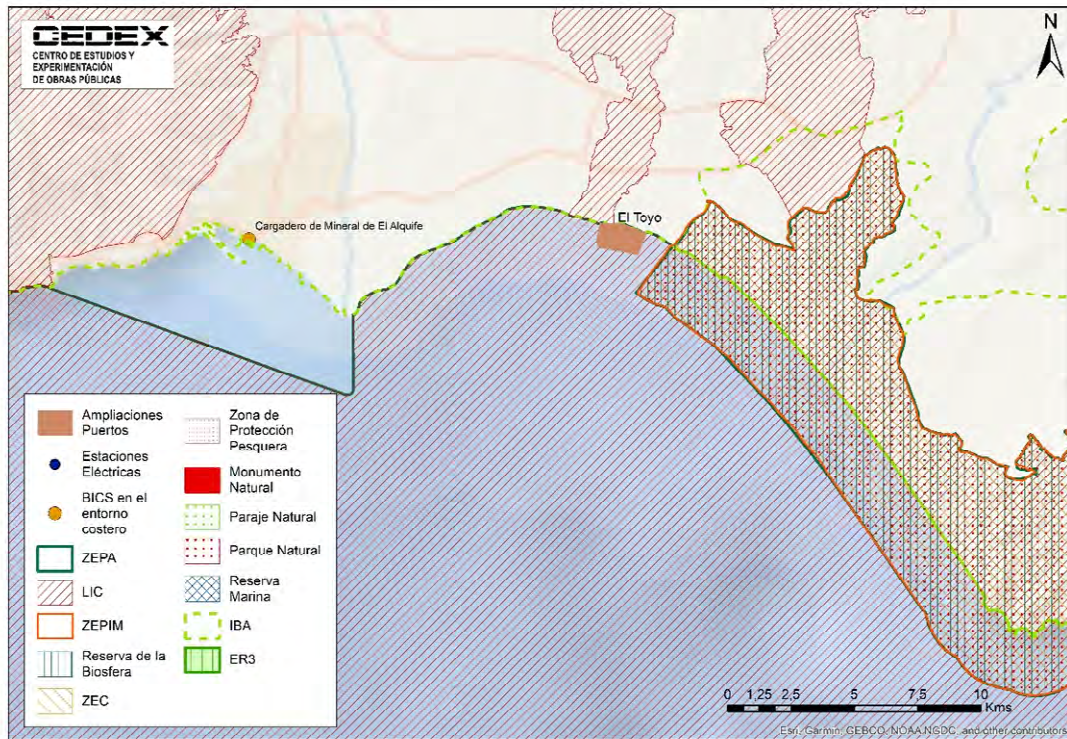 CEDEX
CENTRO DE ESTUDIOS Y
EXPERIMENTACIÓN
DE OBRAS PÚBLICAS
N
Cargadero de Mineral de El Alquife
El Toyo
Ampliaciones
Puertos
Estaciones
Eléctricas
BICS en el
entorno
costero
ZEPA
LIC
ZEPIM
Reserva de la
Biosfera
ZEC
Zona de
Protección
Pesquera
Monumento
Natural
Paraje Natural
Parque Natural
Reserva
Marina
IBA
ER3
0 1,25 2,5 5 7,5 10
Kms
Esri, Garmin, GEBCO, NOAA NGDC, and other contributors